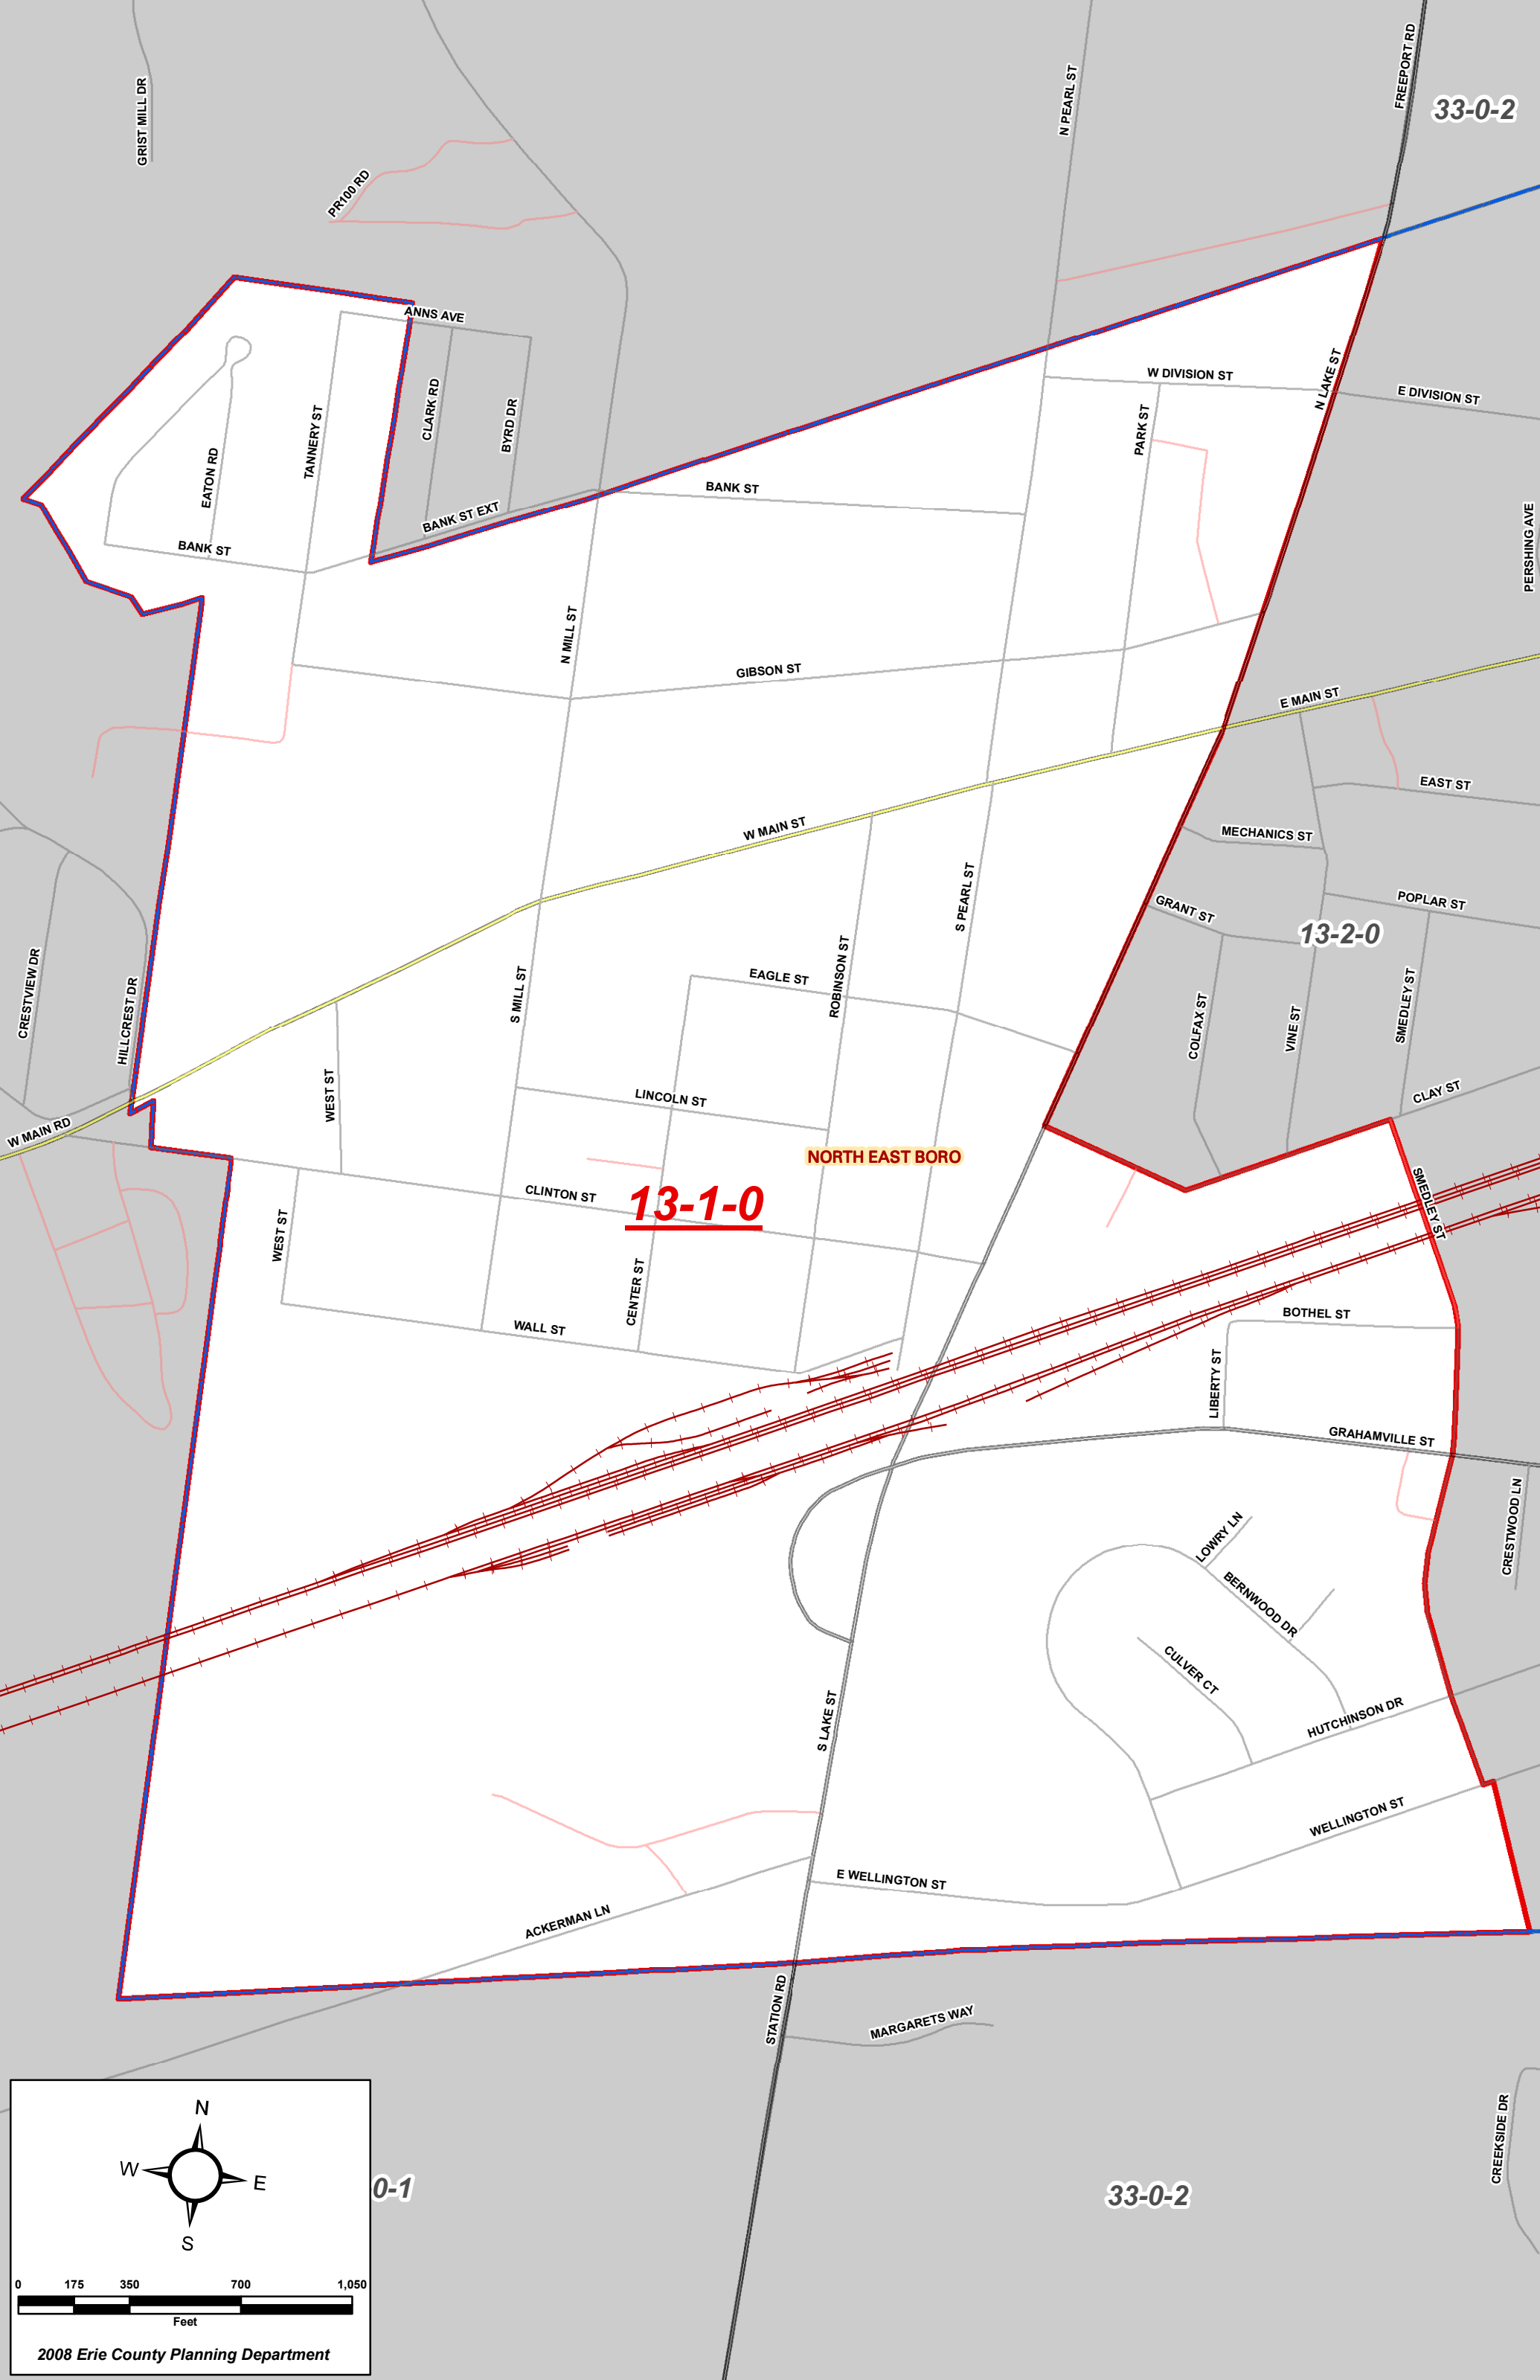 GRIST MILL DR
N PEARL ST
FREEPORT RD
33-0-2
PR100 RD
ANNS AVE
CLARK RD
BYRD DR
TANNERY ST
EATON RD
BANK ST
BANK ST EXT
BANK ST
W DIVISION ST
N LAKE ST
E DIVISION ST
PARK ST
PERSHING AVE
N MILL ST
GIBSON ST
E MAIN ST
EAST ST
W MAIN ST
MECHANICS ST
S PEARL ST
GRANT ST
POPLAR ST
13-2-0
CRESTVIEW DR
HILLCREST DR
S MILL ST
EAGLE ST
ROBINSON ST
COLFAX ST
VINE ST
SMEDLEY ST
CLAY ST
W MAIN RD
WEST ST
LINCOLN ST
NORTH EAST BORO
13-1-0
CLINTON ST
SMEDLEY ST
WEST ST
CENTER ST
WALL ST
BOTHEL ST
LIBERTY ST
GRAHAMVILLE ST
CRESTWOOD LN
LOWRY LN
BERNWOOD DR
CULVER CT
HUTCHINSON DR
S LAKE ST
WELLINGTON ST
E WELLINGTON ST
ACKERMAN LN
STATION RD
MARGARETS WAY
CREEKSIDE DR
0-1
33-0-2
N
W
E
S
0 175 350 700 1,050
Feet
2008 Erie County Planning Department